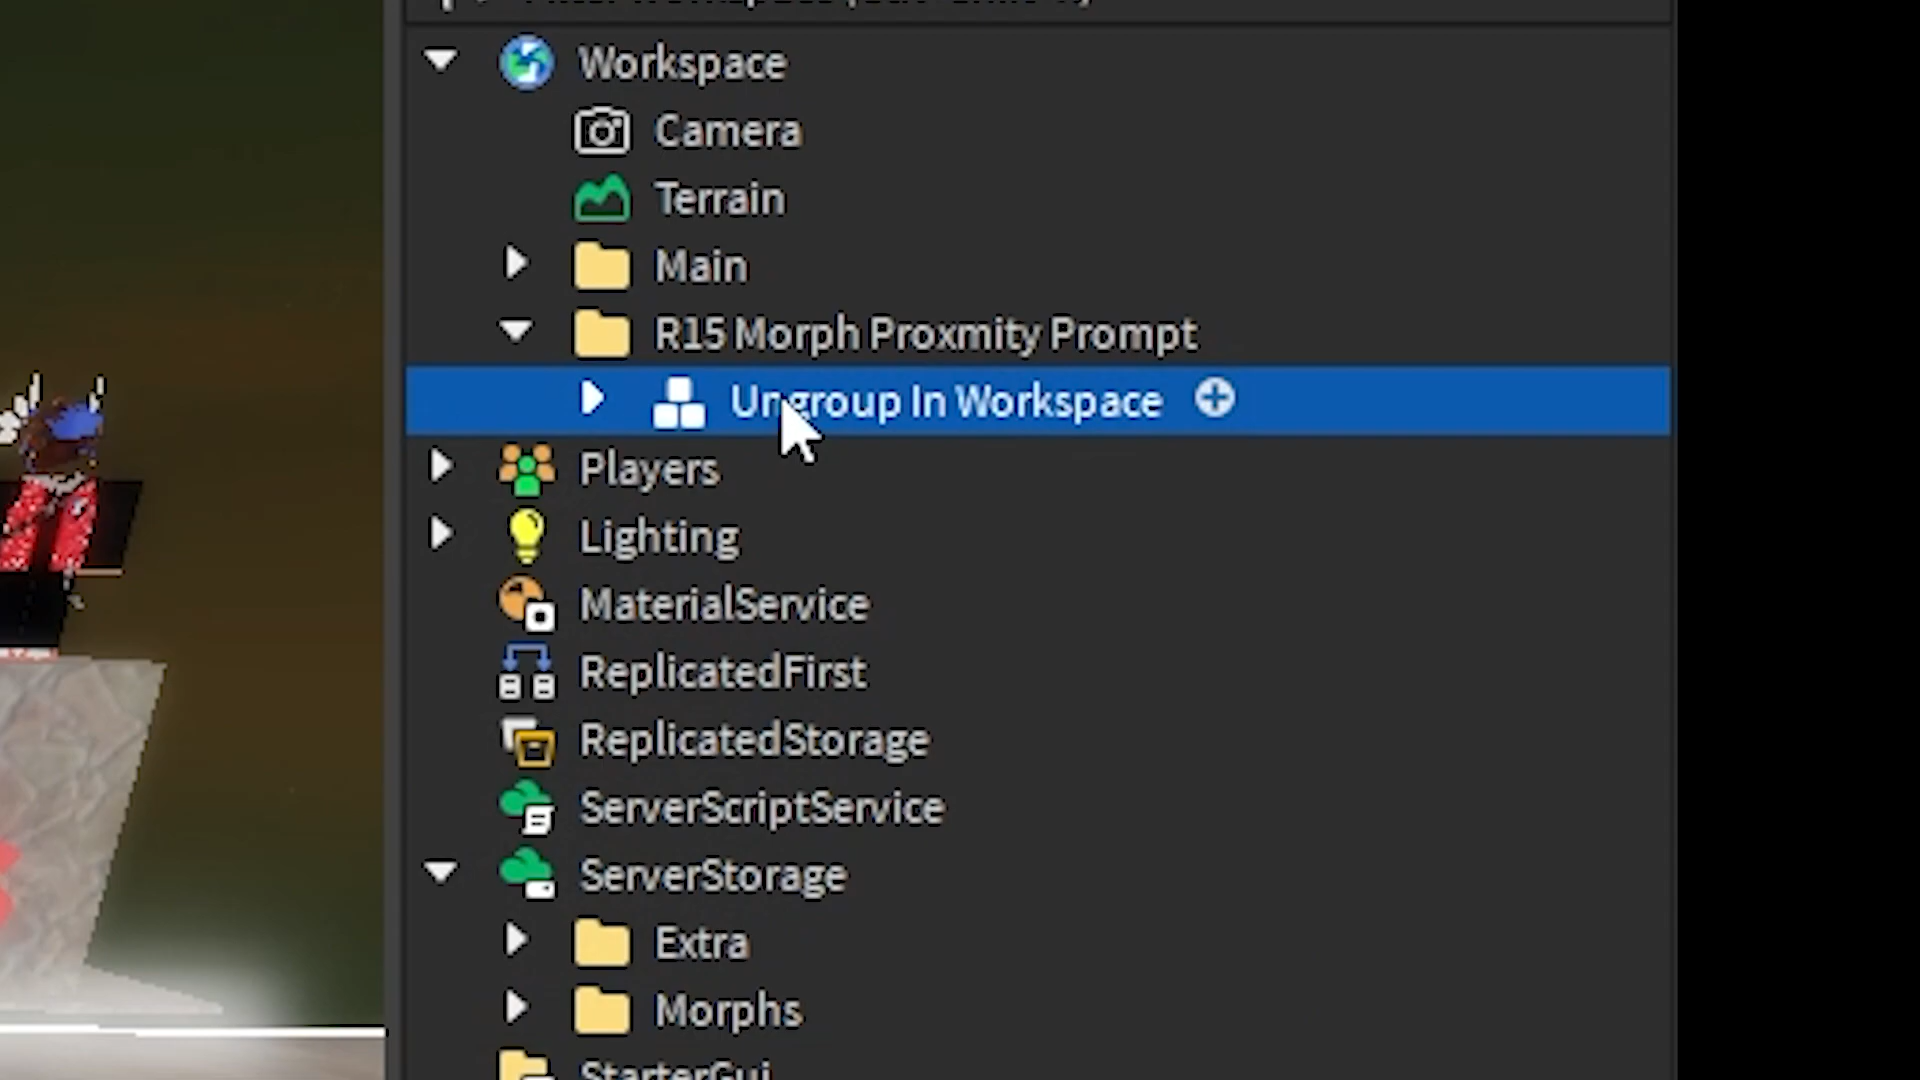 Workspace
Camera
Terrain
Main
R15 Morph Proxmity Prompt
Ungroup In Workspace
Players
Lighting
MaterialService
ReplicatedFirst
ReplicatedStorage
ServerScriptService
ServerStorage
Extra
Morphs
StarterGui